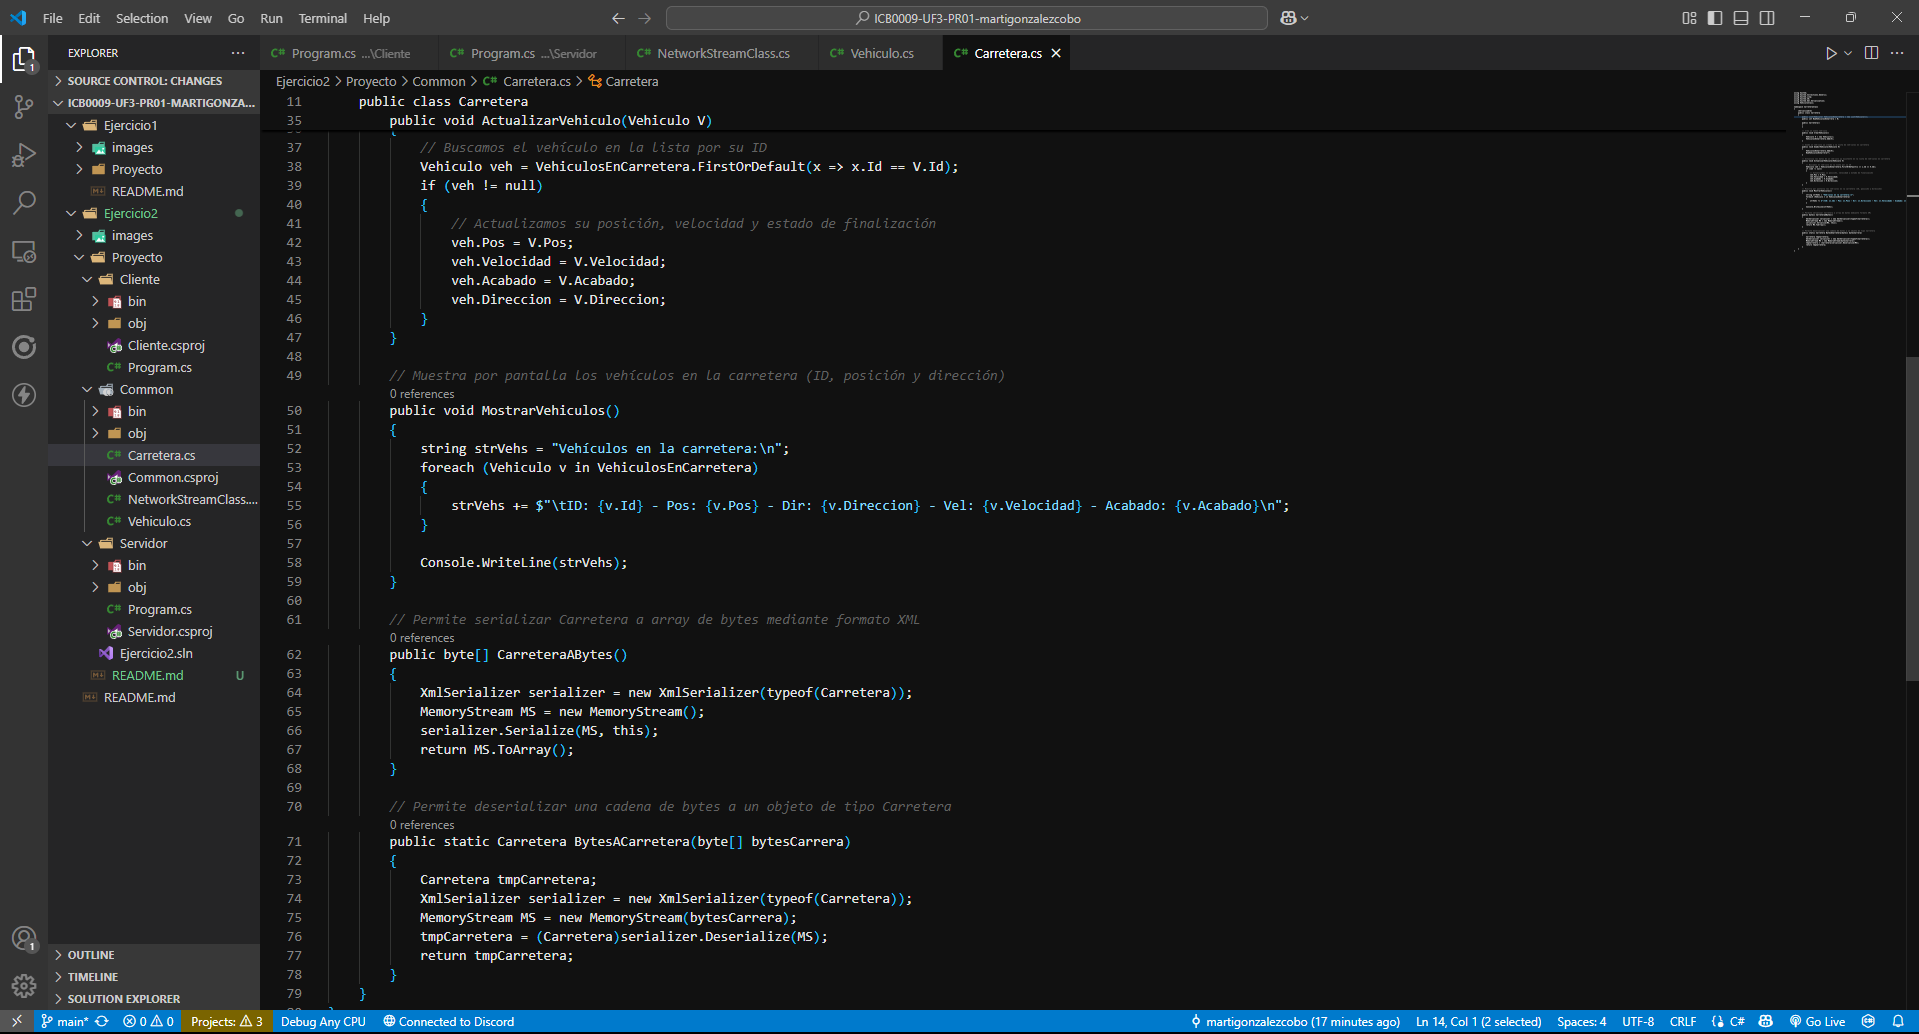 File Edit Selection View Go Run Terminal Help
ICB0009-UF3-PR01-martigonzalezcobo
EXPLORER
SOURCE CONTROL: CHANGES
ICB0009-UF3-PR01-MARTIGONZA...
Ejercicio1
images
Proyecto
README.md
Ejercicio2
images
Proyecto
Cliente
bin
obj
Cliente.csproj
Program.cs
Common
bin
obj
Carretera.cs
Common.csproj
NetworkStreamClass....
Vehiculo.cs
Servidor
bin
obj
Program.cs
Servidor.csproj
Ejercicio2.sln
README.md U
README.md
OUTLINE
TIMELINE
SOLUTION EXPLORER
1
1
C# Program.cs ...\Cliente C# Program.cs ...\Servidor C# NetworkStreamClass.cs C# Vehiculo.cs C# Carretera.cs
Ejercicio2 > Proyecto > Common > C# Carretera.cs > Carretera
11 public class Carretera
35 public void ActualizarVehiculo(Vehiculo V)
37 // Buscamos el vehículo en la lista por su ID
38 Vehiculo veh = VehiculosEnCarretera.FirstOrDefault(x => x.Id == V.Id);
39 if (veh != null)
40 {
41 // Actualizamos su posición, velocidad y estado de finalización
42 veh.Pos = V.Pos;
43 veh.Velocidad = V.Velocidad;
44 veh.Acabado = V.Acabado;
45 veh.Direccion = V.Direccion;
46 }
47 }
48
49 // Muestra por pantalla los vehículos en la carretera (ID, posición y dirección)
0 references
50 public void MostrarVehiculos()
51 {
52 string strVehs = "Vehículos en la carretera:\n";
53 foreach (Vehiculo v in VehiculosEnCarretera)
54 {
55 strVehs += $"\tID: {v.Id} - Pos: {v.Pos} - Dir: {v.Direccion} - Vel: {v.Velocidad} - Acabado: {v.Acabado}\n";
56 }
57
58 Console.WriteLine(strVehs);
59 }
60
61 // Permite serializar Carretera a array de bytes mediante formato XML
0 references
62 public byte[] CarreteraABytes()
63 {
64 XmlSerializer serializer = new XmlSerializer(typeof(Carretera));
65 MemoryStream MS = new MemoryStream();
66 serializer.Serialize(MS, this);
67 return MS.ToArray();
68 }
69
70 // Permite deserializar una cadena de bytes a un objeto de tipo Carretera
0 references
71 public static Carretera BytesACarretera(byte[] bytesCarrera)
72 {
73 Carretera tmpCarretera;
74 XmlSerializer serializer = new XmlSerializer(typeof(Carretera));
75 MemoryStream MS = new MemoryStream(bytesCarrera);
76 tmpCarretera = (Carretera)serializer.Deserialize(MS);
77 return tmpCarretera;
78 }
79 }
main* 0 0 Projects: 3 Debug Any CPU Connected to Discord martigonzalezcobo (17 minutes ago) Ln 14, Col 1 (2 selected) Spaces: 4 UTF-8 CRLF {} C# Go Live